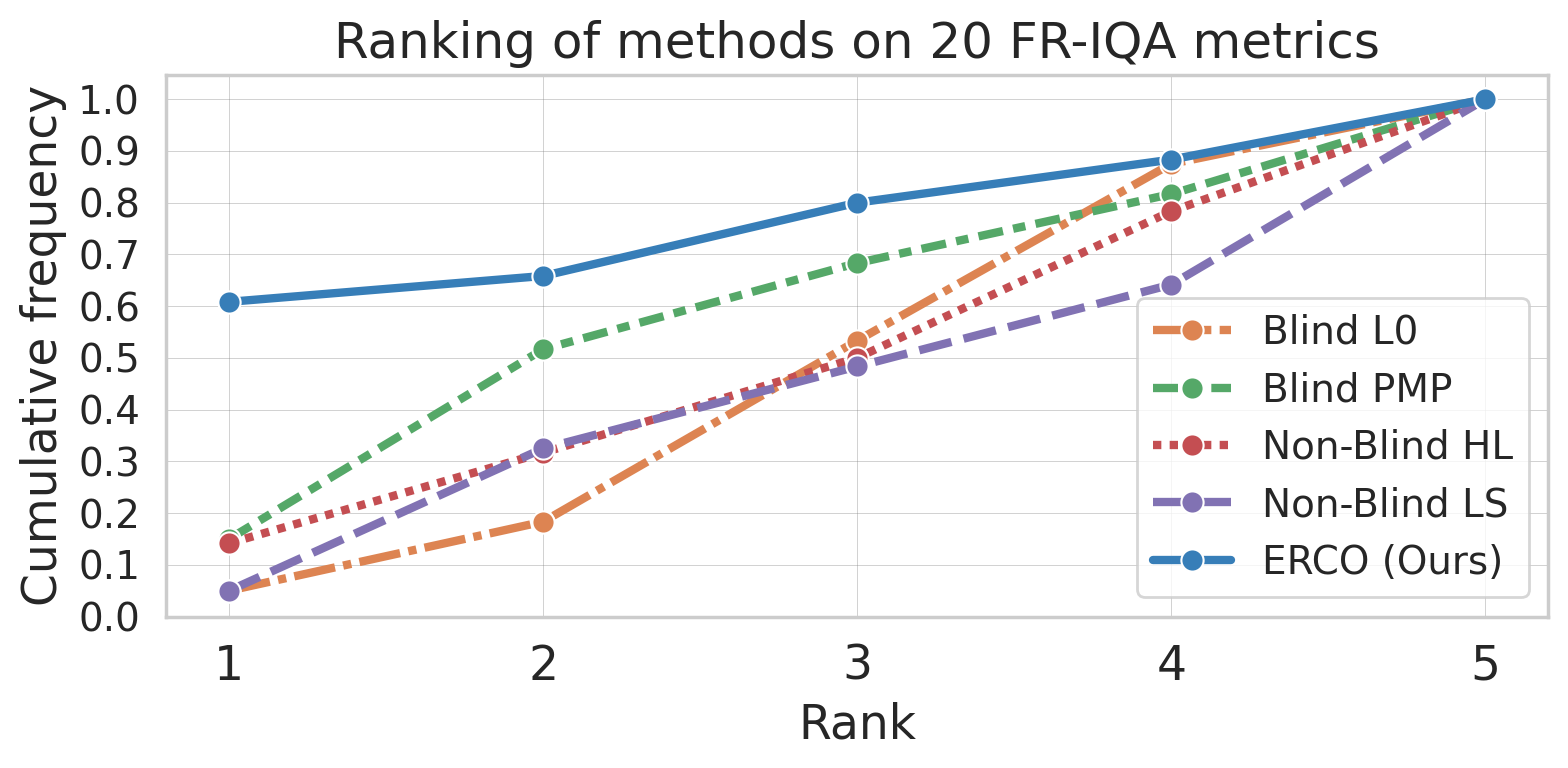 Ranking of methods on 20 FR-IQA metrics
Cumulative frequency
1.0
0.9
0.8
0.7
0.6
0.5
0.4
0.3
0.2
0.1
0.0
Blind L0
Blind PMP
Non-Blind HL
Non-Blind LS
ERCO (Ours)
1 2 3 4 5
Rank